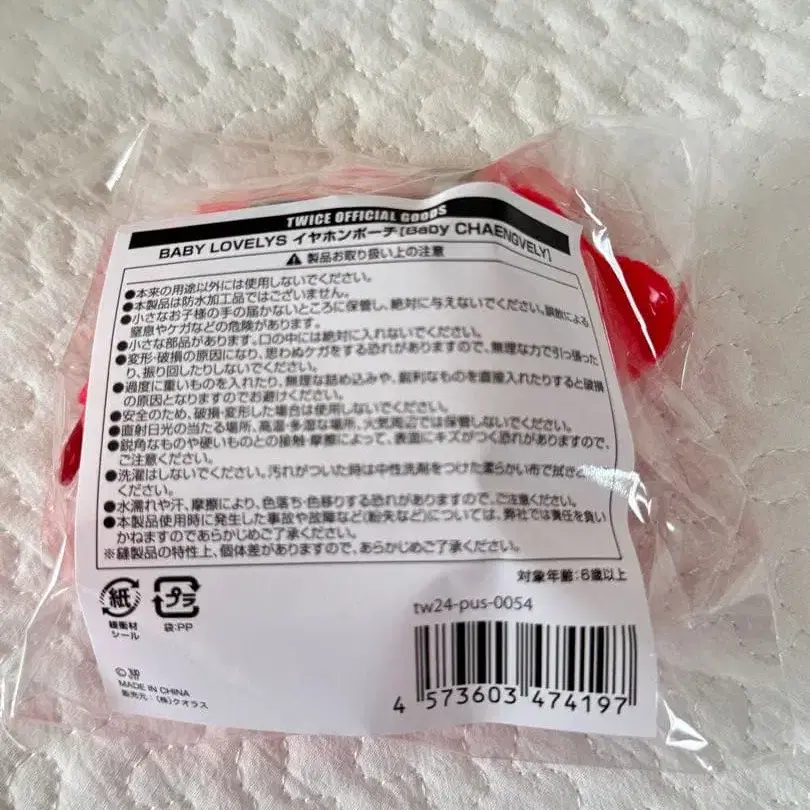 TWICE OFFICIAL GOODS
BABY LOVELYS イヤホンポーチ[Baby CHAENGVELY]
製品お取り扱い上の注意
●本来の用途以外には使用しないでください。
●本製品は防水加工品ではございません。
●小さなお子様の手の届かないところに保管し、絶対に与えないでください。誤飲による
窒息やケガなどの危険があります。
●小さな部品があります。口の中には絶対に入れないでください。
●変形・破損の原因になり、思わぬケガをする恐れがありますので、無理な力で引っ張った
り、振り回したりしないでください。
●過度に重いものを入れたり、無理な詰め込みや、鋭利なものを直接入れたりすると破損
の原因となりますのでお避けください。
●安全のため、破損・変形した場合は使用しないでください。
●直射日光の当たる場所、高温・多湿な場所、火気周辺では保管しないでください。
●鋭角なものや硬いものとの接触・摩擦によって、表面にキズがつく恐れがありますので、
ご注意ください。
●洗濯はしないでください。汚れがついた時は中性洗剤をつけた柔らかい布で拭き
ください。
●水濡れや汗、摩擦により、色落ち・色移りする恐れがありますので、ご注意ください。
●本製品使用時に発生した事故や故障など(紛失など)については、弊社では責任を負い
かねますのであらかじめご了承ください。
※縫製品の特性上、個体差がありますので、あらかじめご了承ください。
対象年齢:6歳以上
紙
緩衝材
シール
プラ
袋:PP
tw24-pus-0054
4 573603 474197
©JYP
MADE IN CHINA
販売元:(株)クオラス